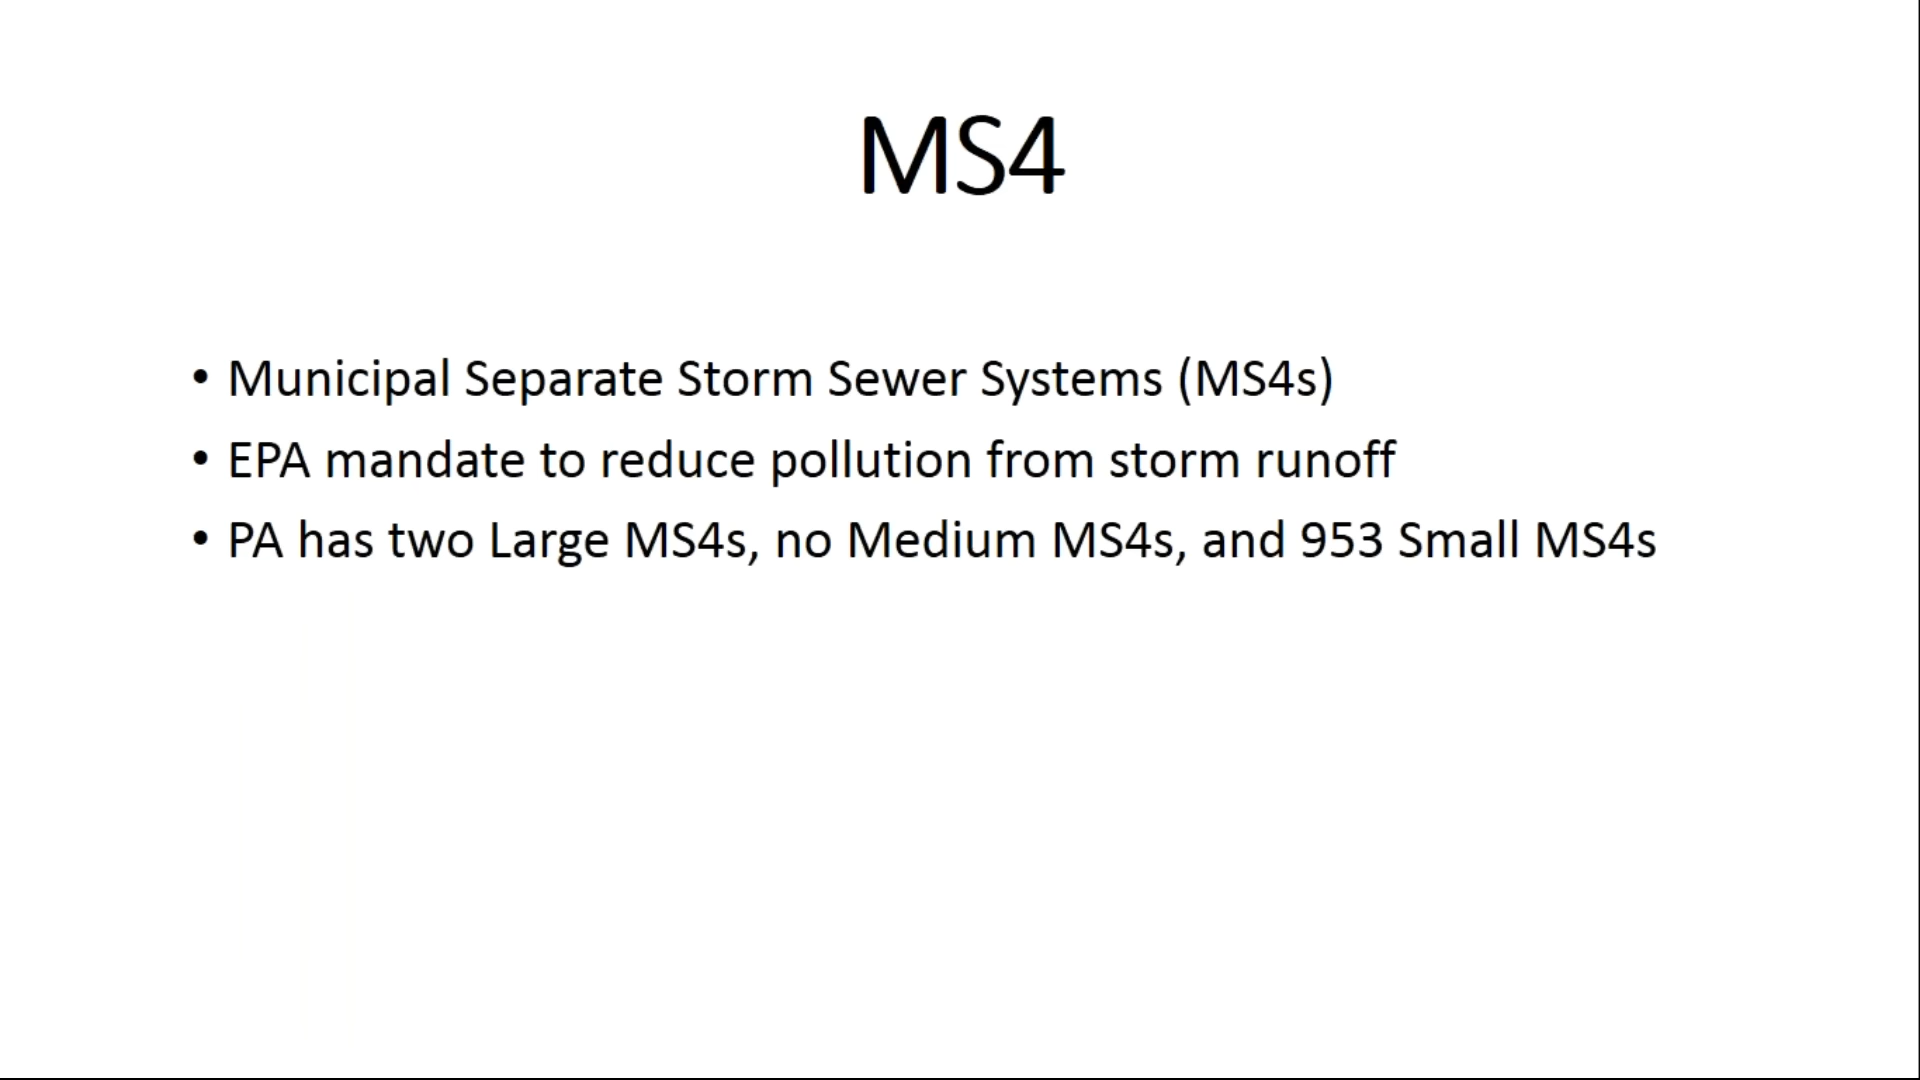 MS4
• Municipal Separate Storm Sewer Systems (MS4s)
• EPA mandate to reduce pollution from storm runoff
• PA has two Large MS4s, no Medium MS4s, and 953 Small MS4s